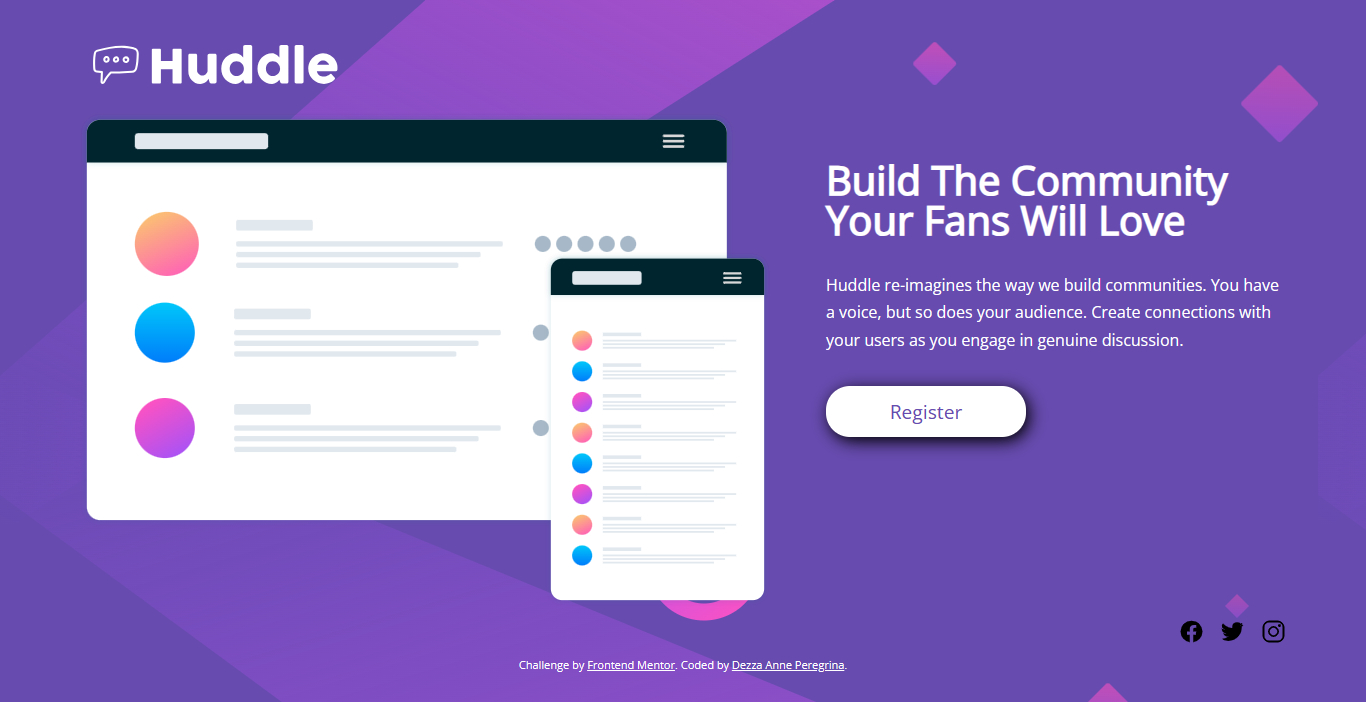 Huddle
Build The Community
Your Fans Will Love
Huddle re-imagines the way we build communities. You have
a voice, but so does your audience. Create connections with
your users as you engage in genuine discussion.
Register
Challenge by Frontend Mentor. Coded by Dezza Anne Peregrina.